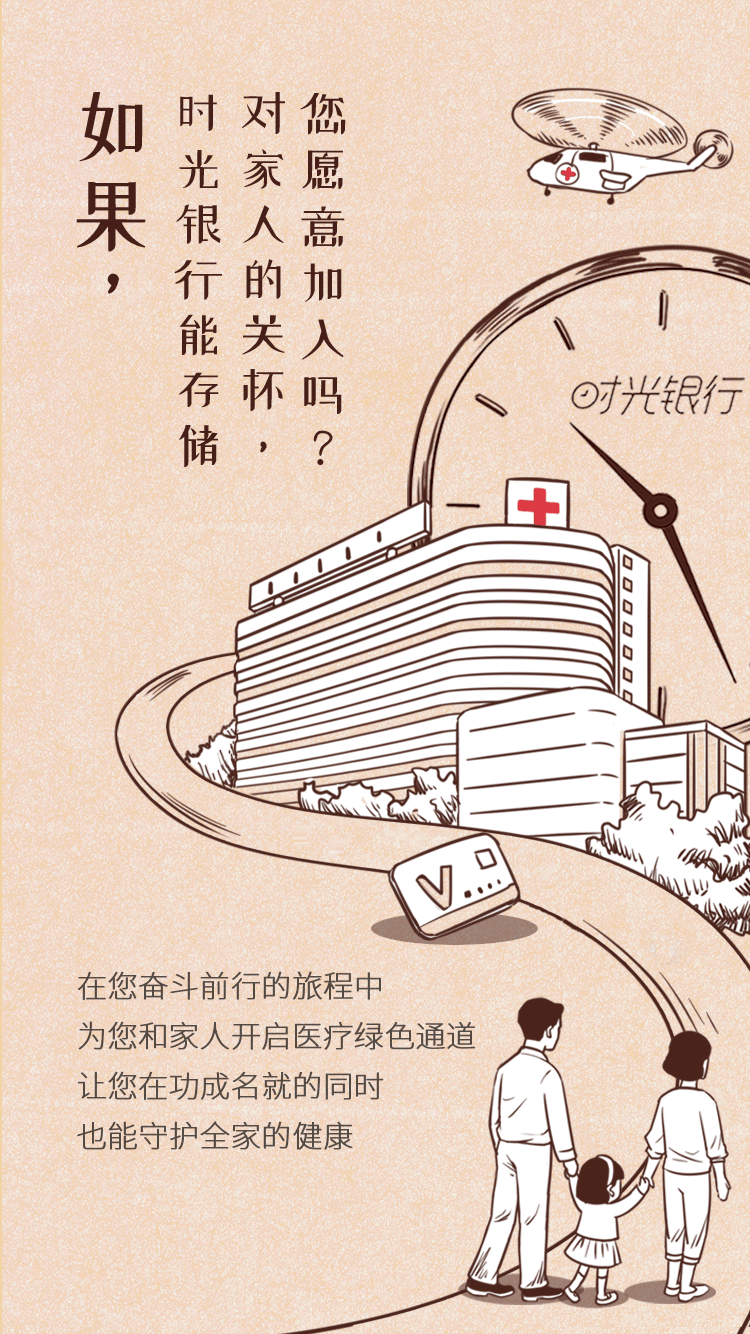 如果，
时光银行能存储
对家人的关怀，
您愿意加入吗？
时光银行
V
在您奋斗前行的旅程中
为您和家人开启医疗绿色通道
让您在功成名就的同时
也能守护全家的健康